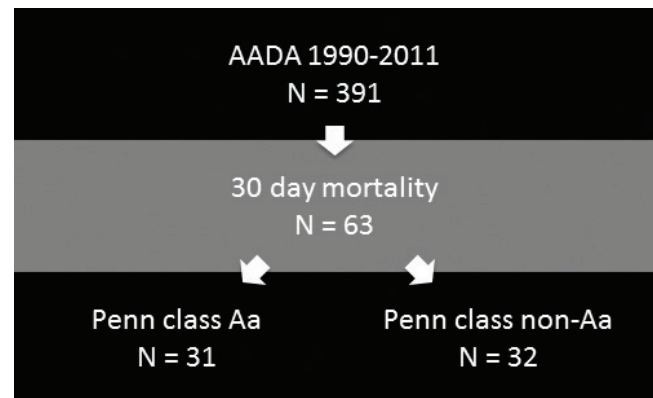 AADA 1990-2011
N = 391
30 day mortality
N = 63
Penn class Aa
N = 31
Penn class non-Aa
N = 32